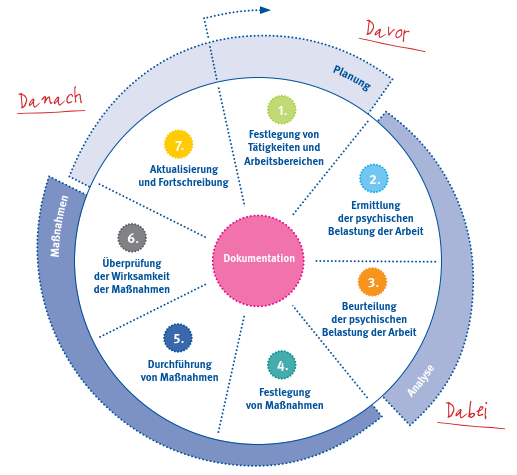 Davor
Planung
Danach
1.
Festlegung von
Tätigkeiten und
Arbeitsbereichen
7.
Aktualisierung
und Fortschreibung
2.
Ermittlung
der psychischen
Belastung der Arbeit
Maßnahmen
6.
Überprüfung
der Wirksamkeit
der Maßnahmen
Dokumentation
3.
Beurteilung
der psychischen
Belastung der Arbeit
5.
Durchführung
von Maßnahmen
4.
Festlegung
von Maßnahmen
Analyse
Dabei